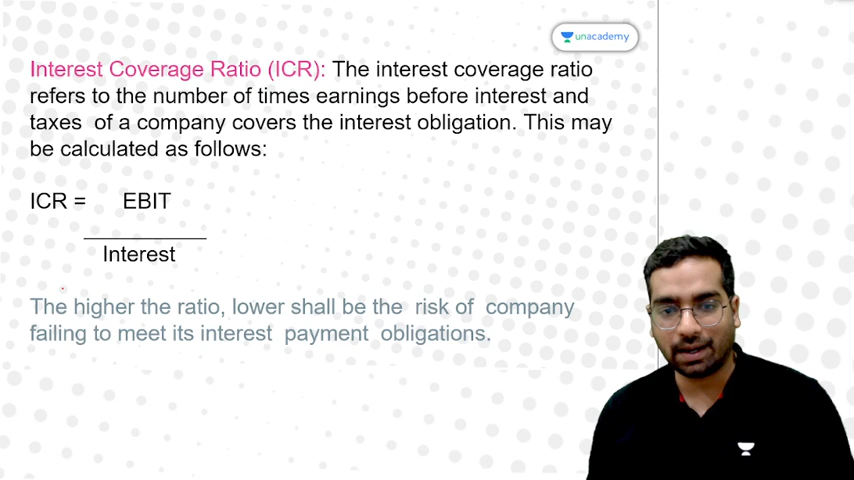 unacademy
Interest Coverage Ratio (ICR): The interest coverage ratio
refers to the number of times earnings before interest and
taxes of a company covers the interest obligation. This may
be calculated as follows:
ICR = EBIT
Interest
The higher the ratio, lower shall be the risk of company
failing to meet its interest payment obligations.